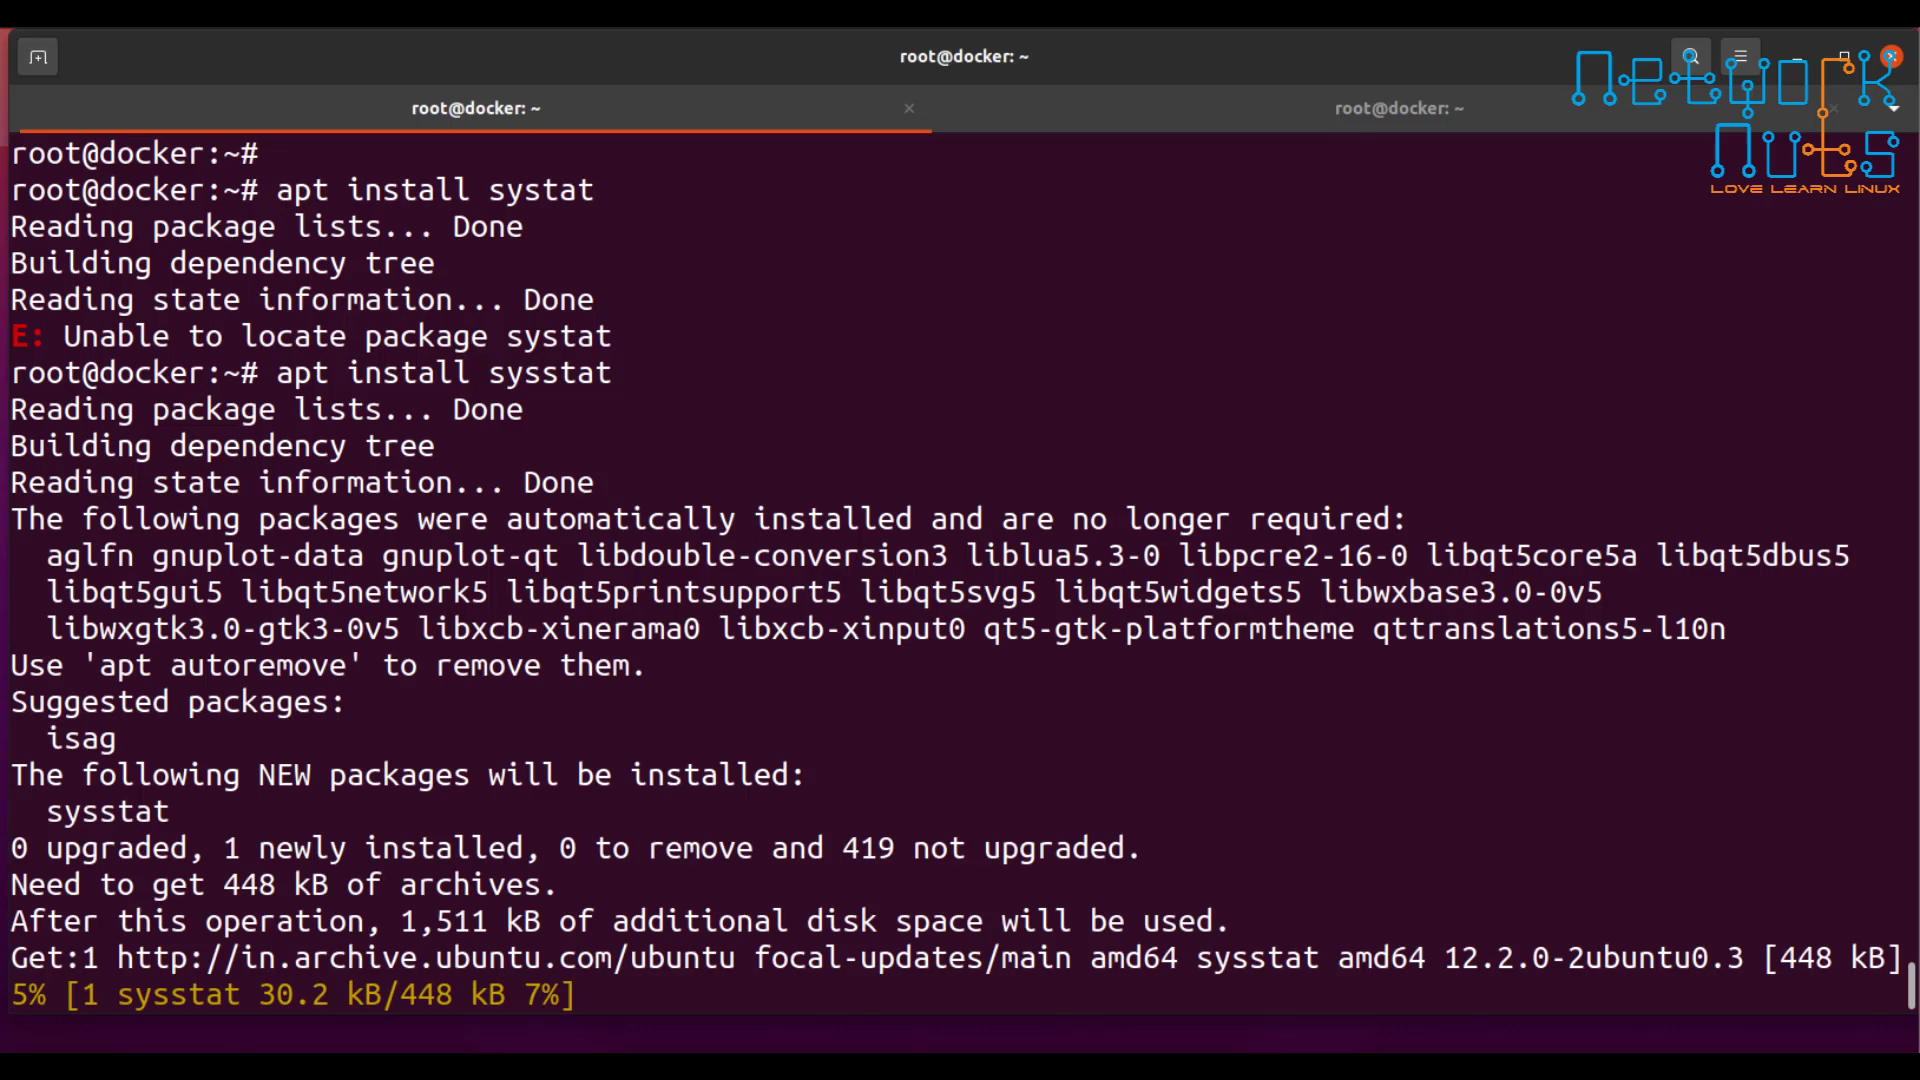 root@docker: ~
root@docker: ~
root@docker: ~
Network
Nuts
LOVE LEARN LINUX
root@docker:~#
root@docker:~# apt install systat
Reading package lists... Done
Building dependency tree
Reading state information... Done
E: Unable to locate package systat
root@docker:~# apt install sysstat
Reading package lists... Done
Building dependency tree
Reading state information... Done
The following packages were automatically installed and are no longer required:
  aglfn gnuplot-data gnuplot-qt libdouble-conversion3 liblua5.3-0 libpcre2-16-0 libqt5core5a libqt5dbus5
  libqt5gui5 libqt5network5 libqt5printsupport5 libqt5svg5 libqt5widgets5 libwxbase3.0-0v5
  libwxgtk3.0-gtk3-0v5 libxcb-xinerama0 libxcb-xinput0 qt5-gtk-platformtheme qttranslations5-l10n
Use 'apt autoremove' to remove them.
Suggested packages:
  isag
The following NEW packages will be installed:
  sysstat
0 upgraded, 1 newly installed, 0 to remove and 419 not upgraded.
Need to get 448 kB of archives.
After this operation, 1,511 kB of additional disk space will be used.
Get:1 http://in.archive.ubuntu.com/ubuntu focal-updates/main amd64 sysstat amd64 12.2.0-2ubuntu0.3 [448 kB]
5% [1 sysstat 30.2 kB/448 kB 7%]